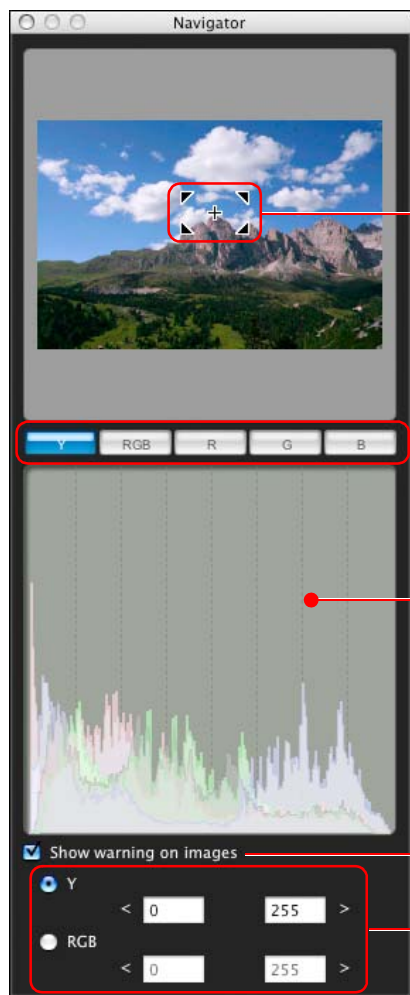 Navigator
Y RGB R G B
Show warning on images
Y
< 0 255 >
RGB
< 0 255 >